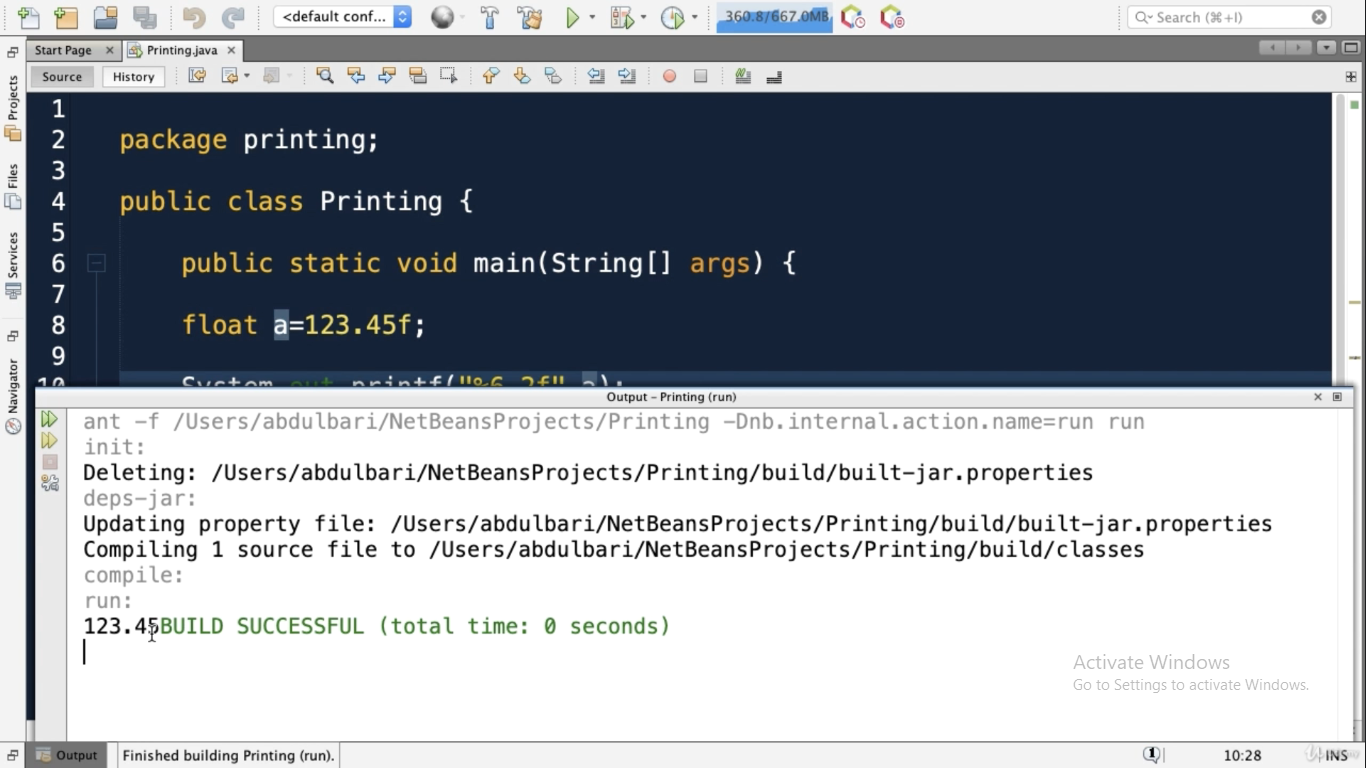 <default conf...
360.8/667.0MB
Search (⌘+I)
Start Page
Printing.java
Source
History
Projects
Files
Services
Navigator
1
2 package printing;
3
4 public class Printing {
5
6 public static void main(String[] args) {
7
8 float a=123.45f;
9
10 System.out.printf("%6.2f",a);
Output – Printing (run)
ant -f /Users/abdulbari/NetBeansProjects/Printing -Dnb.internal.action.name=run run
init:
Deleting: /Users/abdulbari/NetBeansProjects/Printing/build/built-jar.properties
deps-jar:
Updating property file: /Users/abdulbari/NetBeansProjects/Printing/build/built-jar.properties
Compiling 1 source file to /Users/abdulbari/NetBeansProjects/Printing/build/classes
compile:
run:
123.45BUILD SUCCESSFUL (total time: 0 seconds)
Activate Windows
Go to Settings to activate Windows.
Output
Finished building Printing (run).
1
10:28
INS